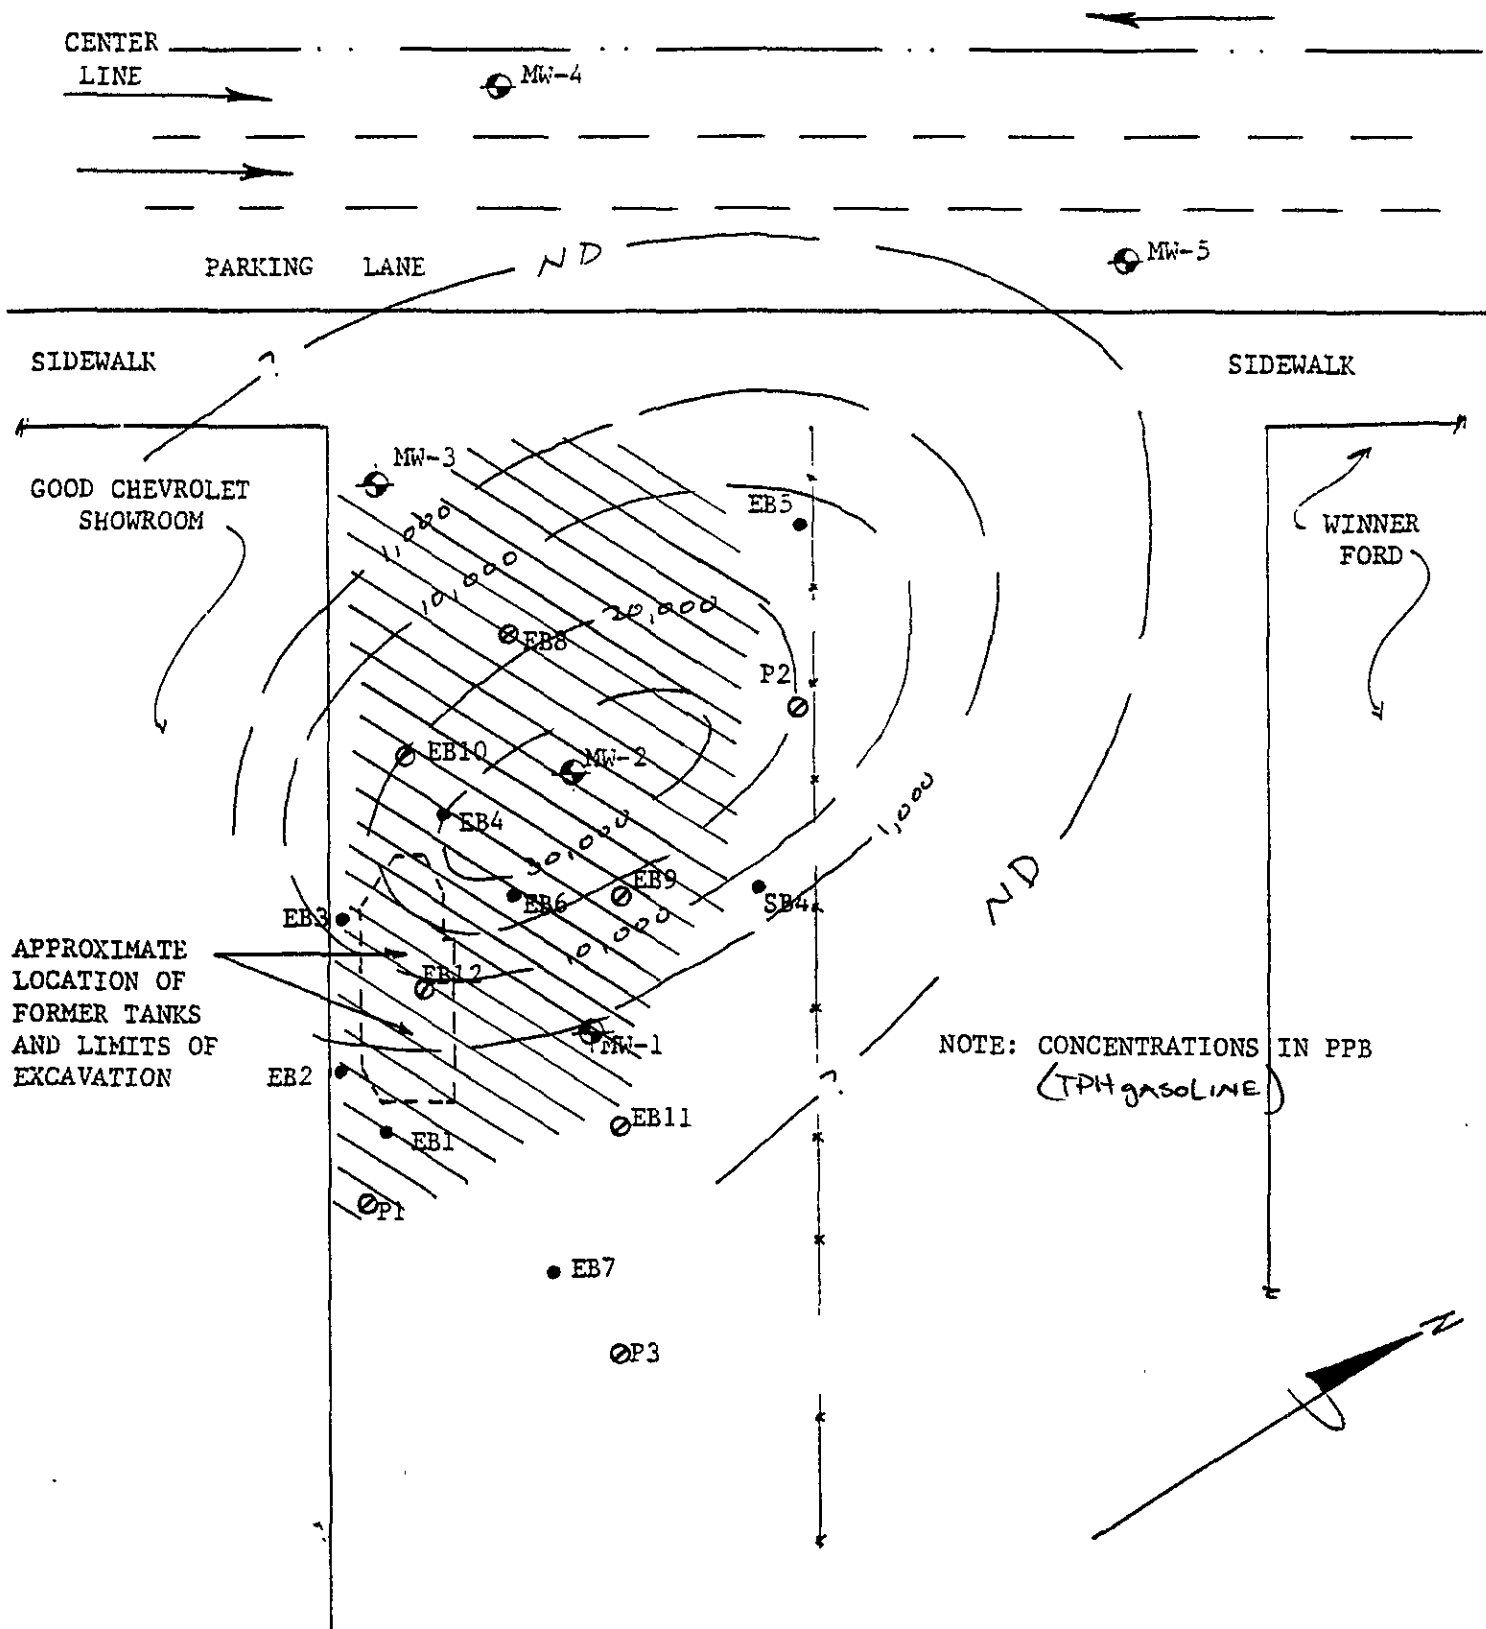 CENTER
LINE
MW-4
PARKING LANE
ND
MW-5
SIDEWALK
?
SIDEWALK
MW-3
GOOD CHEVROLET
SHOWROOM
1,000
EB5
WINNER
FORD
10,000
20,000
EB8
P2
EB10
MW-2
EB4
30,000
1,000
EB9
EB6
SB4
EB3
10,000
ND
APPROXIMATE
LOCATION OF
FORMER TANKS
AND LIMITS OF
EXCAVATION
EB12
MW-1
EB2
?
NOTE: CONCENTRATIONS IN PPB
(TPH gasoLINE)
EB11
EB1
P1
EB7
P3
N